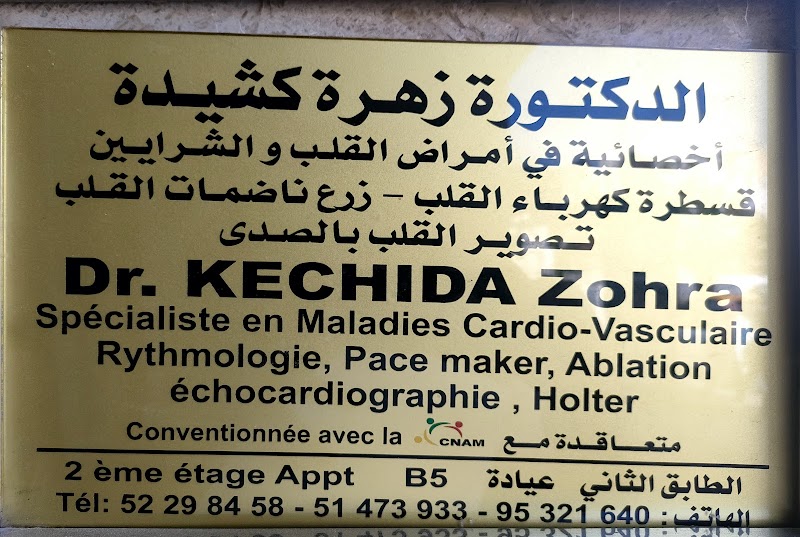 الدكتورة زهرة كشيدة
أخصائية في أمراض القلب و الشرايين
قسطرة كهرباء القلب - زرع ناضمات القلب
تصوير القلب بالصدى
Dr. KECHIDA Zohra
Spécialiste en Maladies Cardio-Vasculaire
Rythmologie, Pace maker, Ablation
échocardiographie , Holter
Conventionnée avec la CNAM متعاقدة مع
2 ème étage Appt B5 الطابق الثاني عيادة
Tél: 52 29 84 58 - 51 473 933 - 95 321 640 :الهاتف